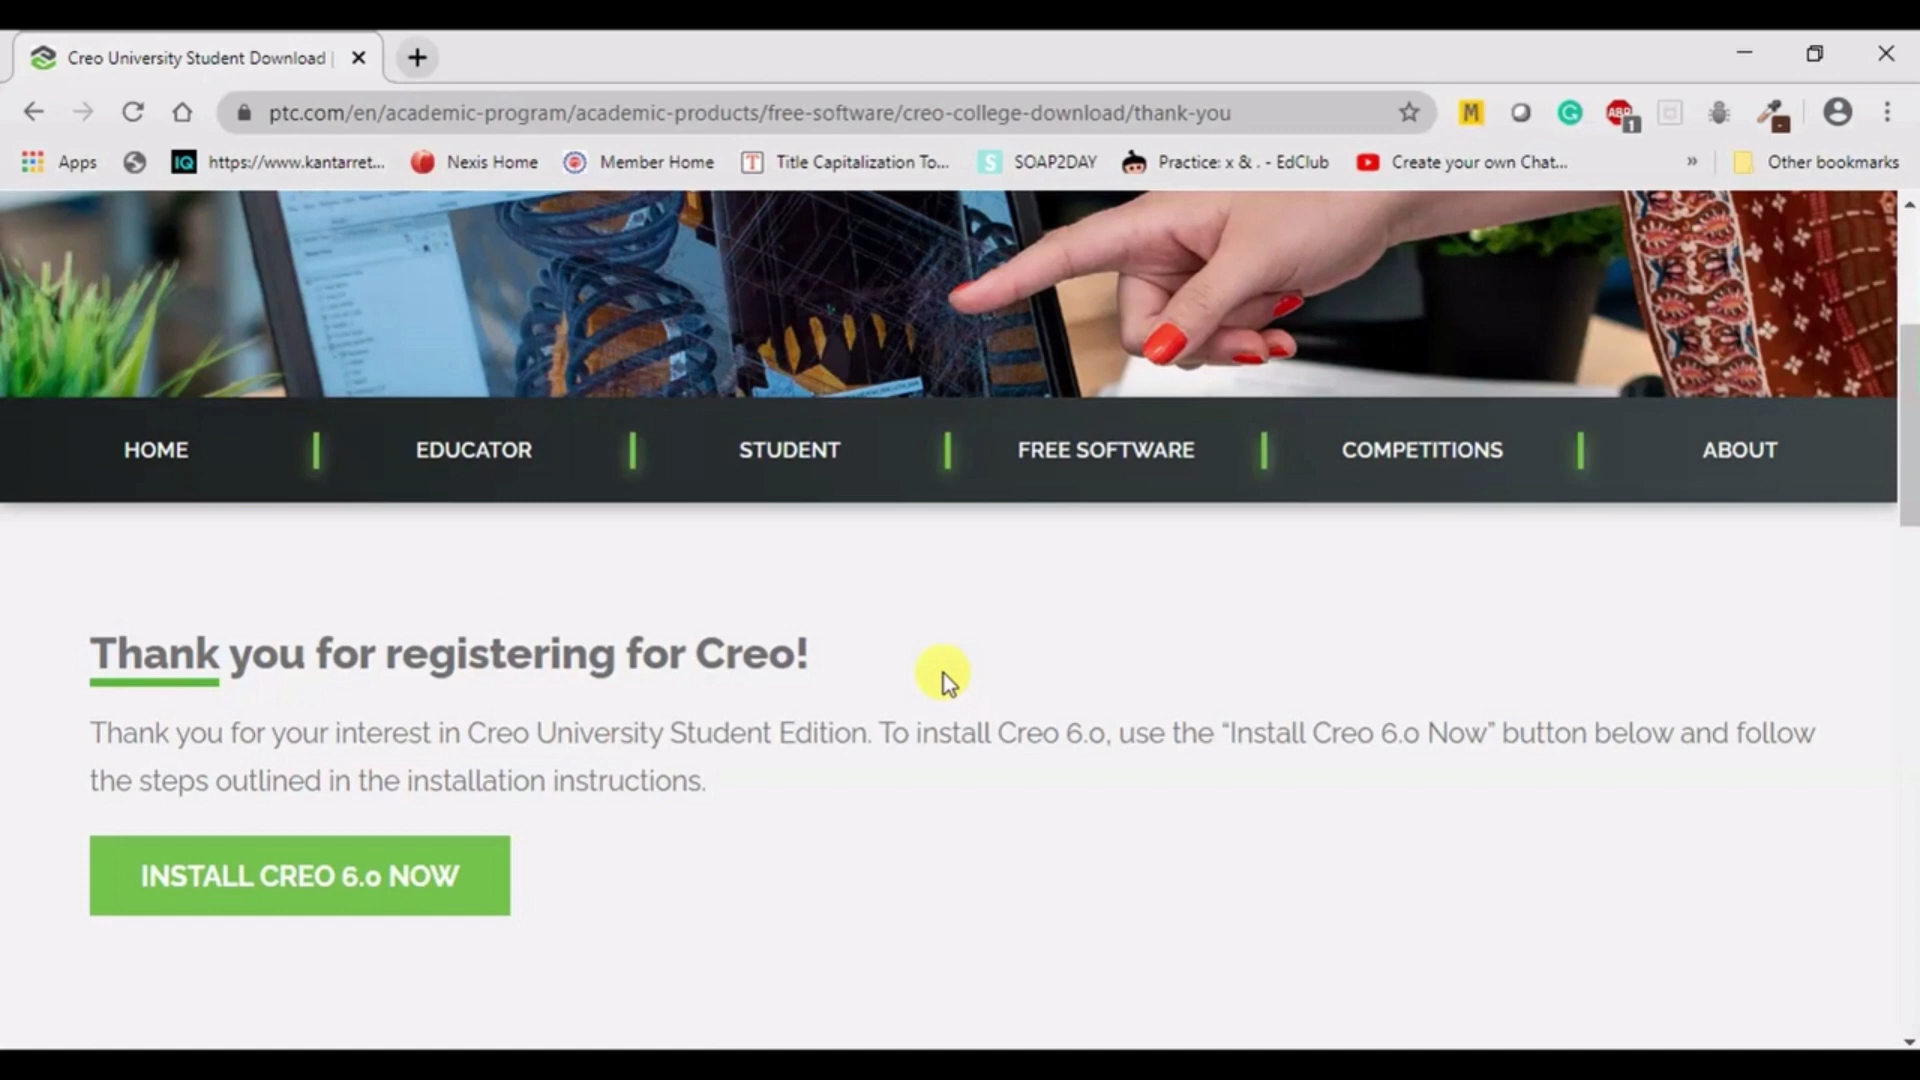 Creo University Student Download |
ptc.com/en/academic-program/academic-products/free-software/creo-college-download/thank-you
M
ABP
1
Apps
IQ
https://www.kantarret...
Nexis Home
Member Home
T
Title Capitalization To...
S
SOAP2DAY
Practice: x & . - EdClub
Create your own Chat...
»
Other bookmarks
HOME
EDUCATOR
STUDENT
FREE SOFTWARE
COMPETITIONS
ABOUT
Thank you for registering for Creo!
Thank you for your interest in Creo University Student Edition. To install Creo 6.0, use the “Install Creo 6.0 Now” button below and follow
the steps outlined in the installation instructions.
INSTALL CREO 6.0 NOW